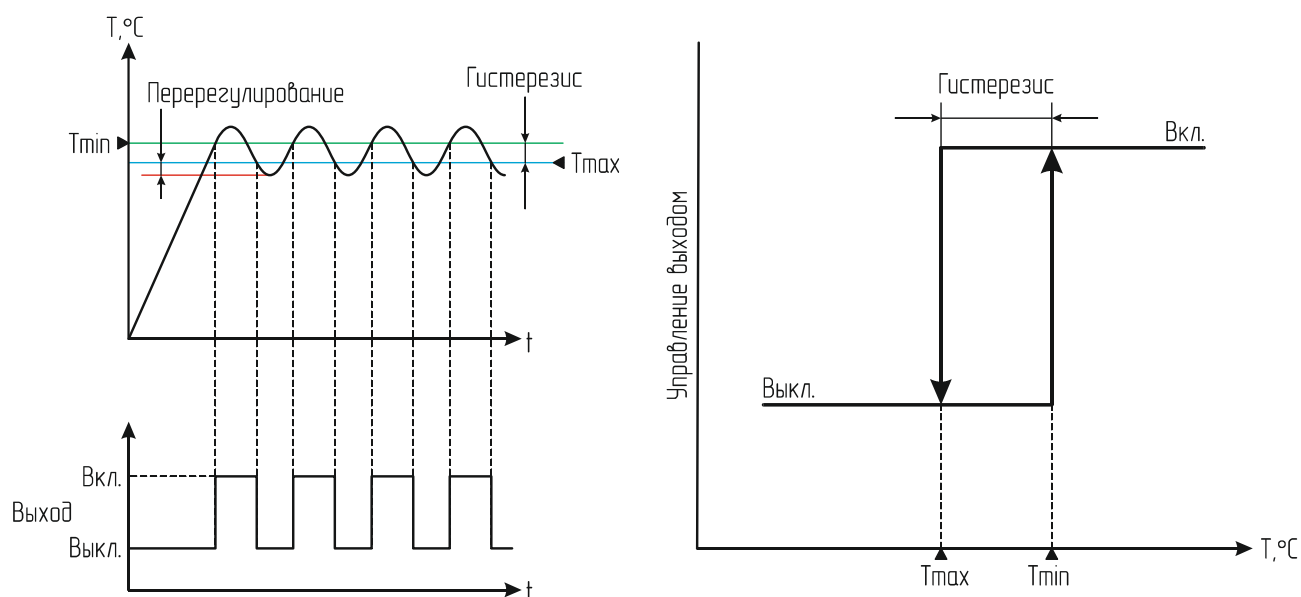 T,°C
Перерегулирование
Гистерезис
Tmin
Tmax
t
Вкл.
Выход
Выкл.
t
Гистерезис
Вкл.
Управление выходом
Выкл.
T,°C
Tmax
Tmin